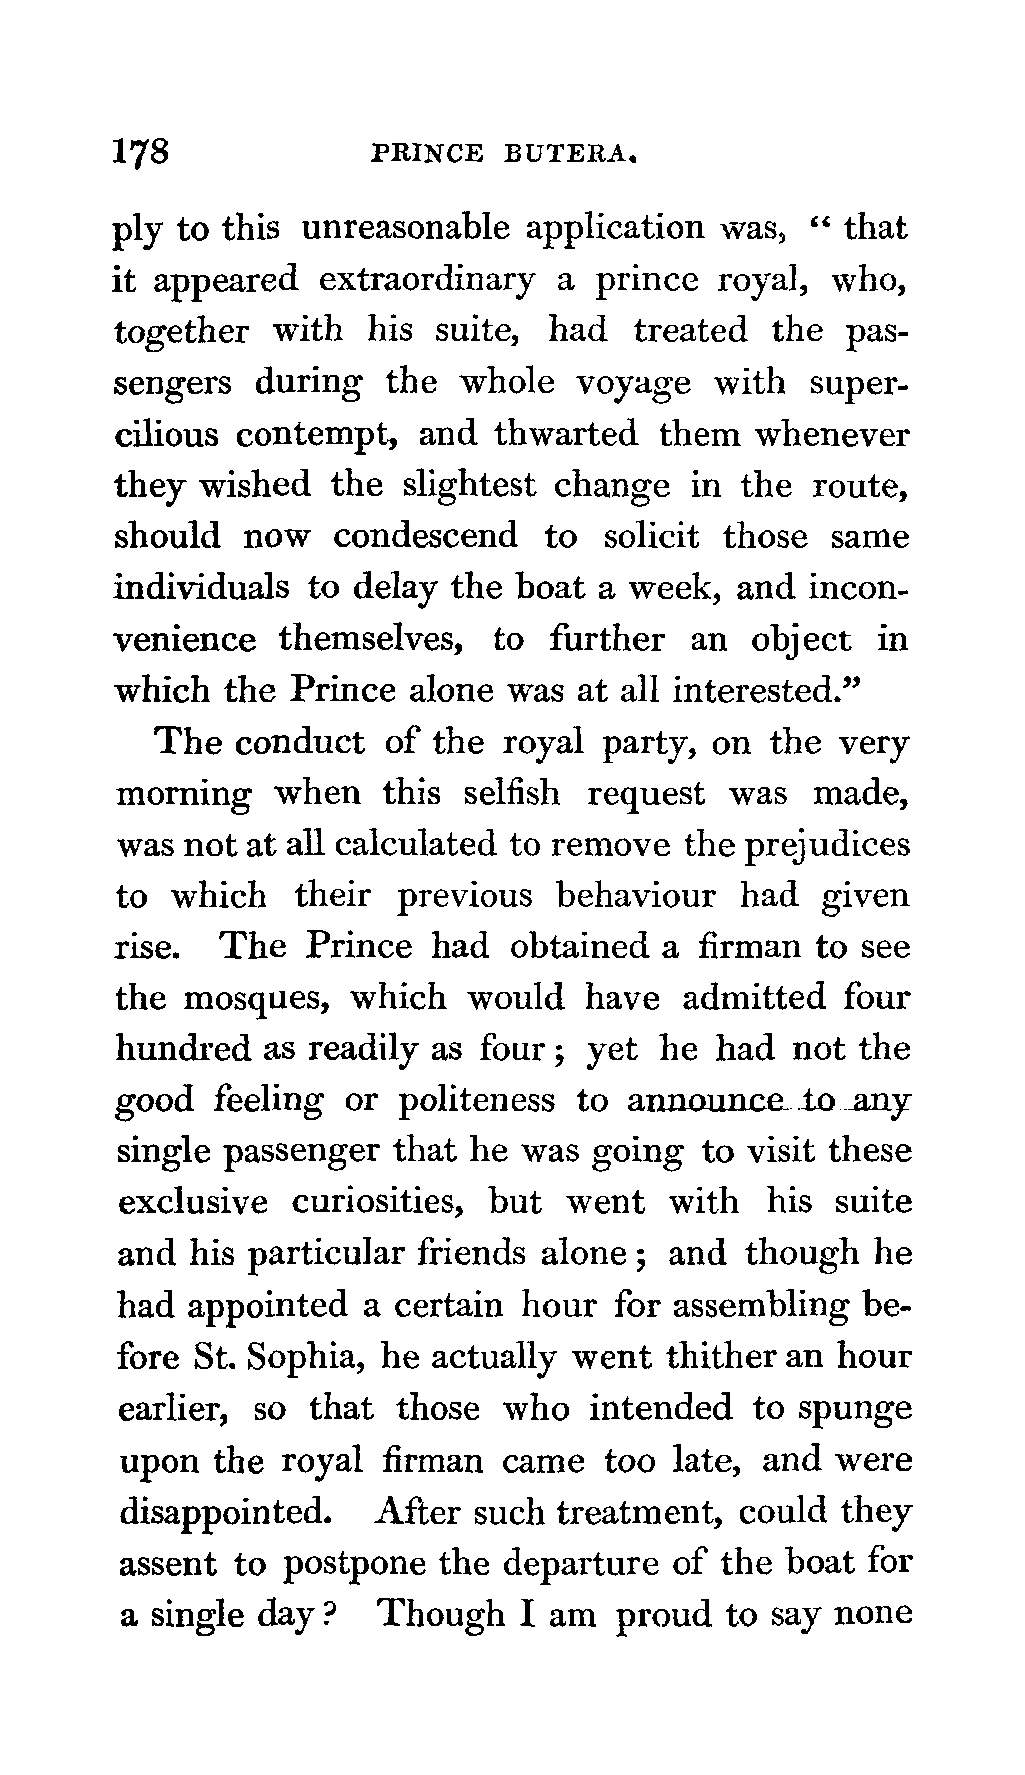 178 PRINCE BUTERA.
ply to this unreasonable application was, “ that
it appeared extraordinary a prince royal, who,
together with his suite, had treated the pas-
sengers during the whole voyage with super-
cilious contempt, and thwarted them whenever
they wished the slightest change in the route,
should now condescend to solicit those same
individuals to delay the boat a week, and incon-
venience themselves, to further an object in
which the Prince alone was at all interested.”
The conduct of the royal party, on the very
morning when this selfish request was made,
was not at all calculated to remove the prejudices
to which their previous behaviour had given
rise. The Prince had obtained a firman to see
the mosques, which would have admitted four
hundred as readily as four ; yet he had not the
good feeling or politeness to announce to any
single passenger that he was going to visit these
exclusive curiosities, but went with his suite
and his particular friends alone ; and though he
had appointed a certain hour for assembling be-
fore St. Sophia, he actually went thither an hour
earlier, so that those who intended to spunge
upon the royal firman came too late, and were
disappointed. After such treatment, could they
assent to postpone the departure of the boat for
a single day ? Though I am proud to say none